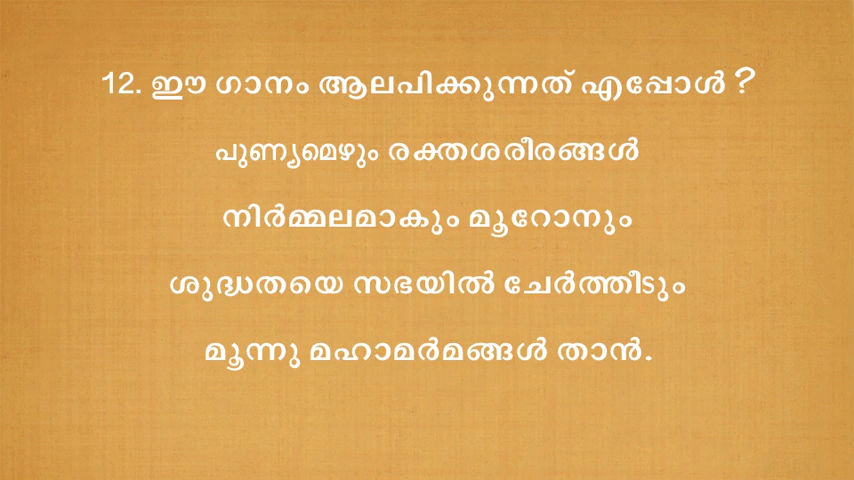 12. ഈ ഗാനം ആലപിക്കുന്നത് എപ്പോൾ ?
പുണ്യമെഴും രക്തശരീരങ്ങൾ
നിർമ്മലമാകും മൂറോനും
ശുദ്ധതയെ സഭയിൽ ചേർത്തീടും
മൂന്നു മഹാമർമങ്ങൾ താൻ.